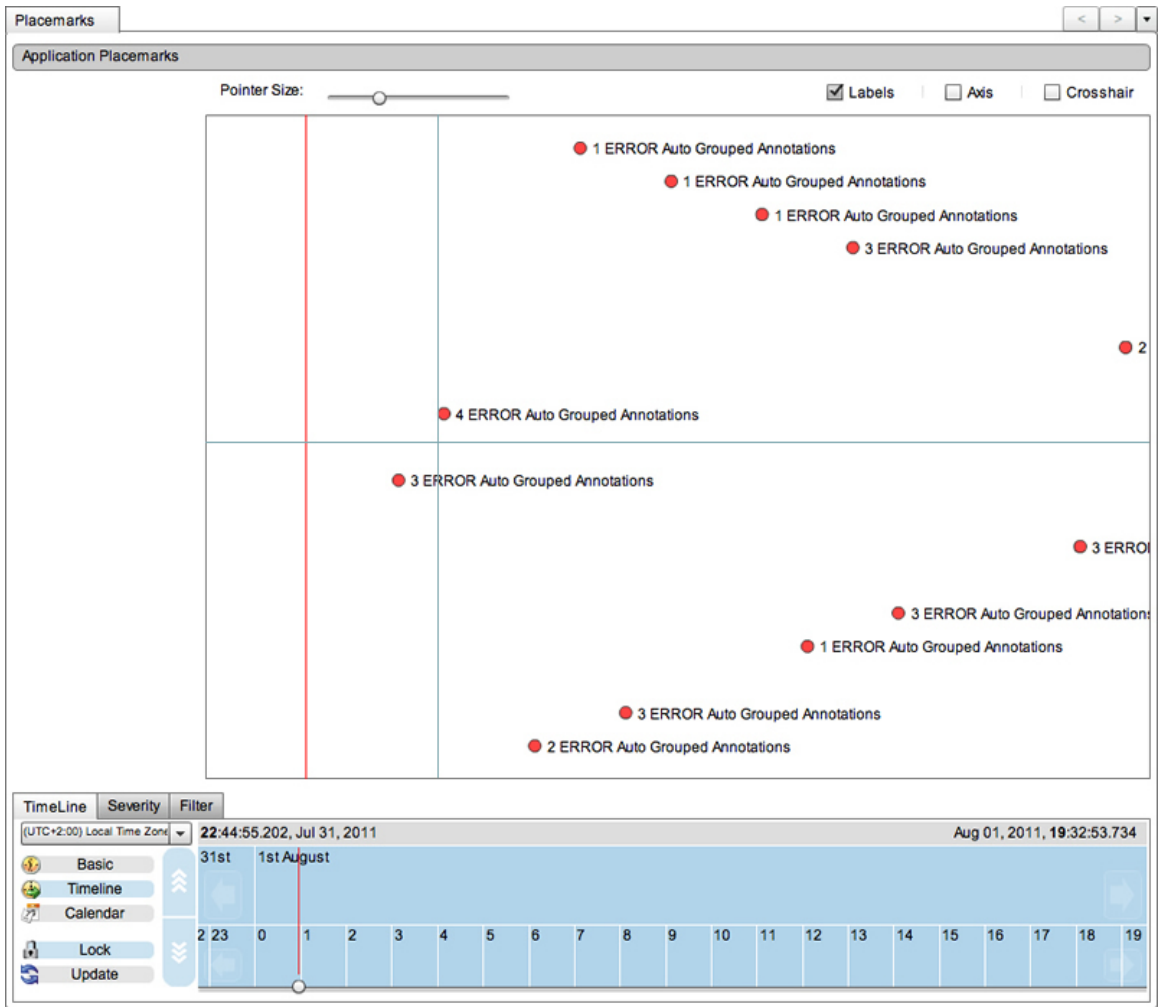 Placemarks
< >
Application Placemarks
Pointer Size: Labels Axis Crosshair
1 ERROR Auto Grouped Annotations
1 ERROR Auto Grouped Annotations
1 ERROR Auto Grouped Annotations
3 ERROR Auto Grouped Annotations
2
4 ERROR Auto Grouped Annotations
3 ERROR Auto Grouped Annotations
3 ERRO
3 ERROR Auto Grouped Annotation
1 ERROR Auto Grouped Annotations
3 ERROR Auto Grouped Annotations
2 ERROR Auto Grouped Annotations
TimeLine Severity Filter
(UTC+2:00) Local Time Zone 22:44:55.202, Jul 31, 2011 Aug 01, 2011, 19:32:53.734
31st 1st August
Basic
Timeline
Calendar
2 23 0 1 2 3 4 5 6 7 8 9 10 11 12 13 14 15 16 17 18 19
Lock
Update